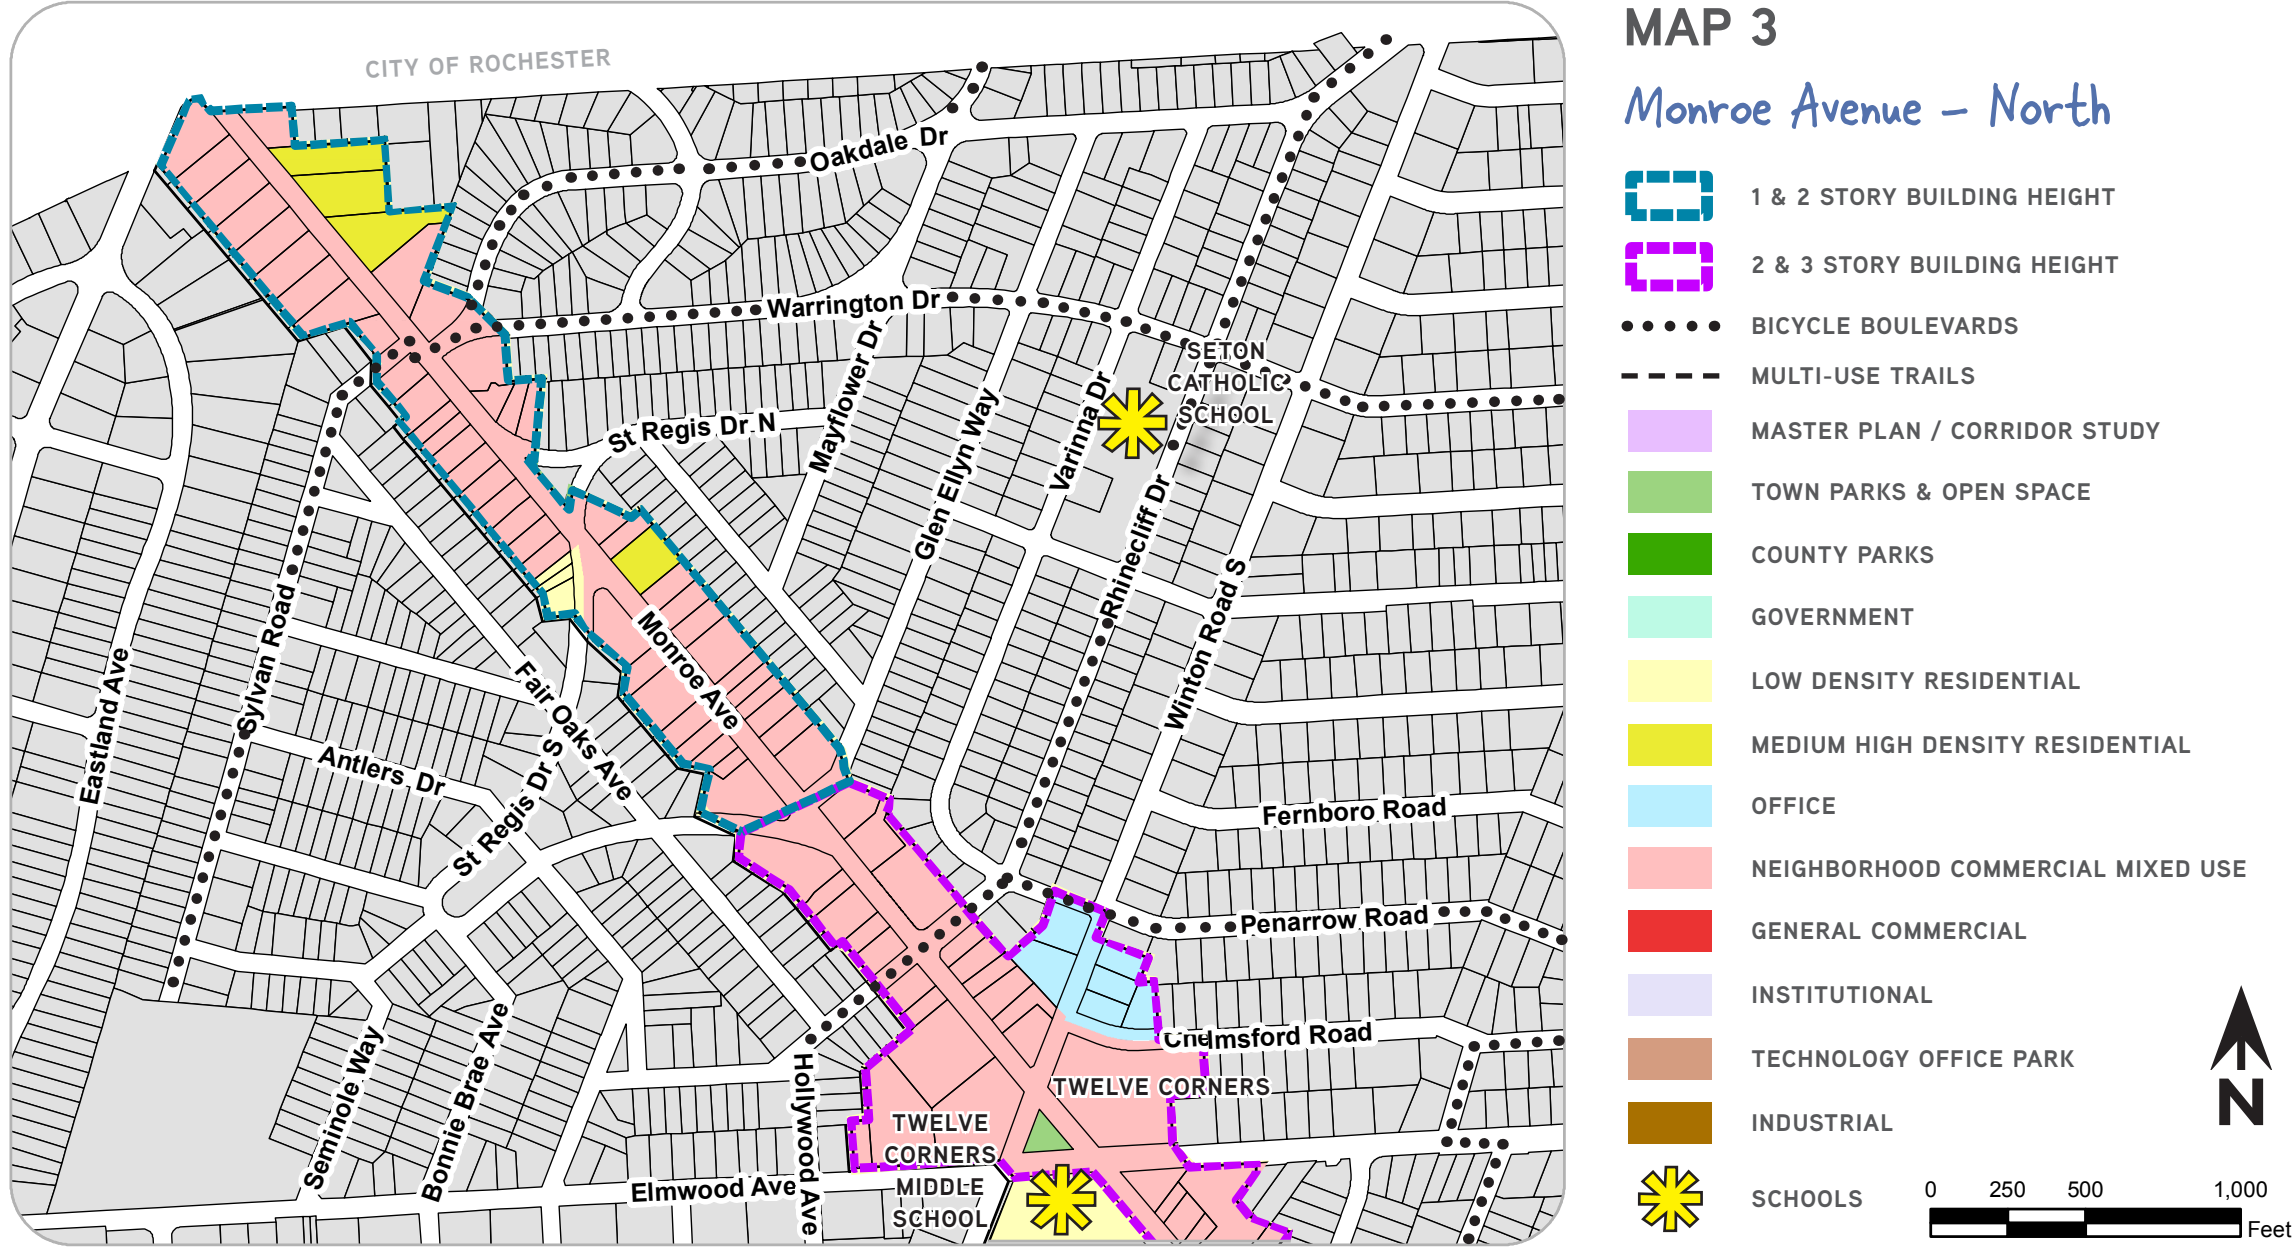 CITY OF ROCHESTER
Oakdale Dr
Warrington Dr
St Regis Dr N
Mayflower Dr
Glen Ellyn Way
Varinna Dr
SETON
CATHOLIC
SCHOOL
Rhinecliff Dr
Winton Road S
Eastland Ave
Sylvan Road
Monroe Ave
Fair Oaks Ave
Antlers Dr
St Regis Dr S
Fernboro Road
Penarrow Road
Chelmsford Road
Seminole Way
Bonnie Brae Ave
Hollywood Ave
Elmwood Ave
TWELVE CORNERS
TWELVE
CORNERS
MIDDLE
SCHOOL
MAP 3
Monroe Avenue – North
1 & 2 STORY BUILDING HEIGHT
2 & 3 STORY BUILDING HEIGHT
BICYCLE BOULEVARDS
MULTI-USE TRAILS
MASTER PLAN / CORRIDOR STUDY
TOWN PARKS & OPEN SPACE
COUNTY PARKS
GOVERNMENT
LOW DENSITY RESIDENTIAL
MEDIUM HIGH DENSITY RESIDENTIAL
OFFICE
NEIGHBORHOOD COMMERCIAL MIXED USE
GENERAL COMMERCIAL
INSTITUTIONAL
TECHNOLOGY OFFICE PARK
INDUSTRIAL
SCHOOLS
N
0 250 500 1,000
Feet